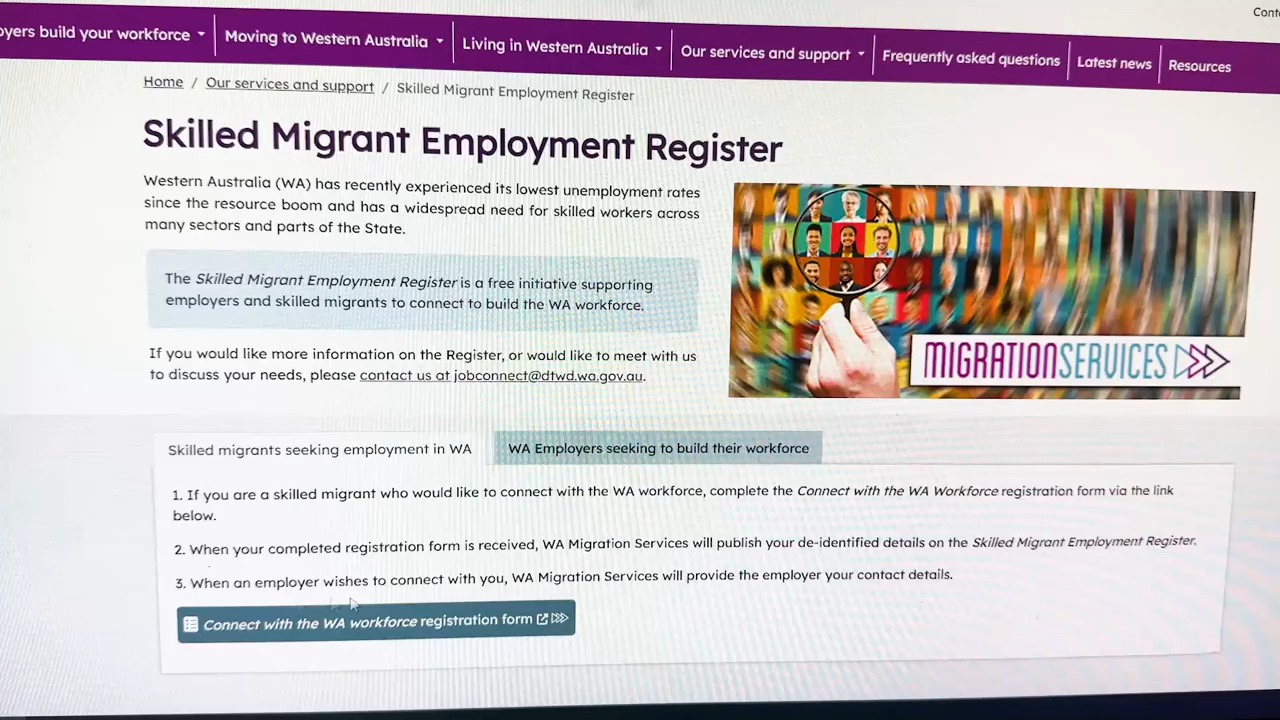 Cont
oyers build your workforce
Moving to Western Australia
Living in Western Australia
Our services and support
Frequently asked questions
Latest news
Resources
Home / Our services and support / Skilled Migrant Employment Register
Skilled Migrant Employment Register
Western Australia (WA) has recently experienced its lowest unemployment rates
since the resource boom and has a widespread need for skilled workers across
many sectors and parts of the State.
The Skilled Migrant Employment Register is a free initiative supporting
employers and skilled migrants to connect to build the WA workforce.
If you would like more information on the Register, or would like to meet with us
to discuss your needs, please contact us at jobconnect@dtwd.wa.gov.au.
MIGRATIONSERVICES
Skilled migrants seeking employment in WA
WA Employers seeking to build their workforce
1. If you are a skilled migrant who would like to connect with the WA workforce, complete the Connect with the WA Workforce registration form via the link
below.
2. When your completed registration form is received, WA Migration Services will publish your de-identified details on the Skilled Migrant Employment Register.
3. When an employer wishes to connect with you, WA Migration Services will provide the employer your contact details.
Connect with the WA workforce registration form